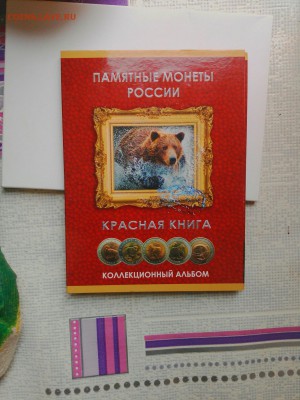 ПАМЯТНЫЕ МОНЕТЫ
РОССИИ
КРАСНАЯ КНИГА
КОЛЛЕКЦИОННЫЙ АЛЬБОМ